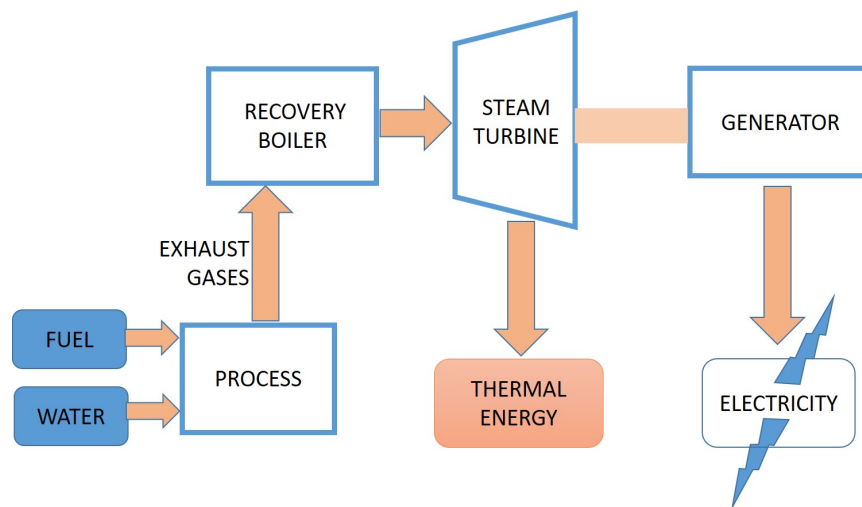 RECOVERY
BOILER
STEAM
TURBINE
GENERATOR
EXHAUST
GASES
FUEL
WATER
PROCESS
THERMAL
ENERGY
ELECTRICITY